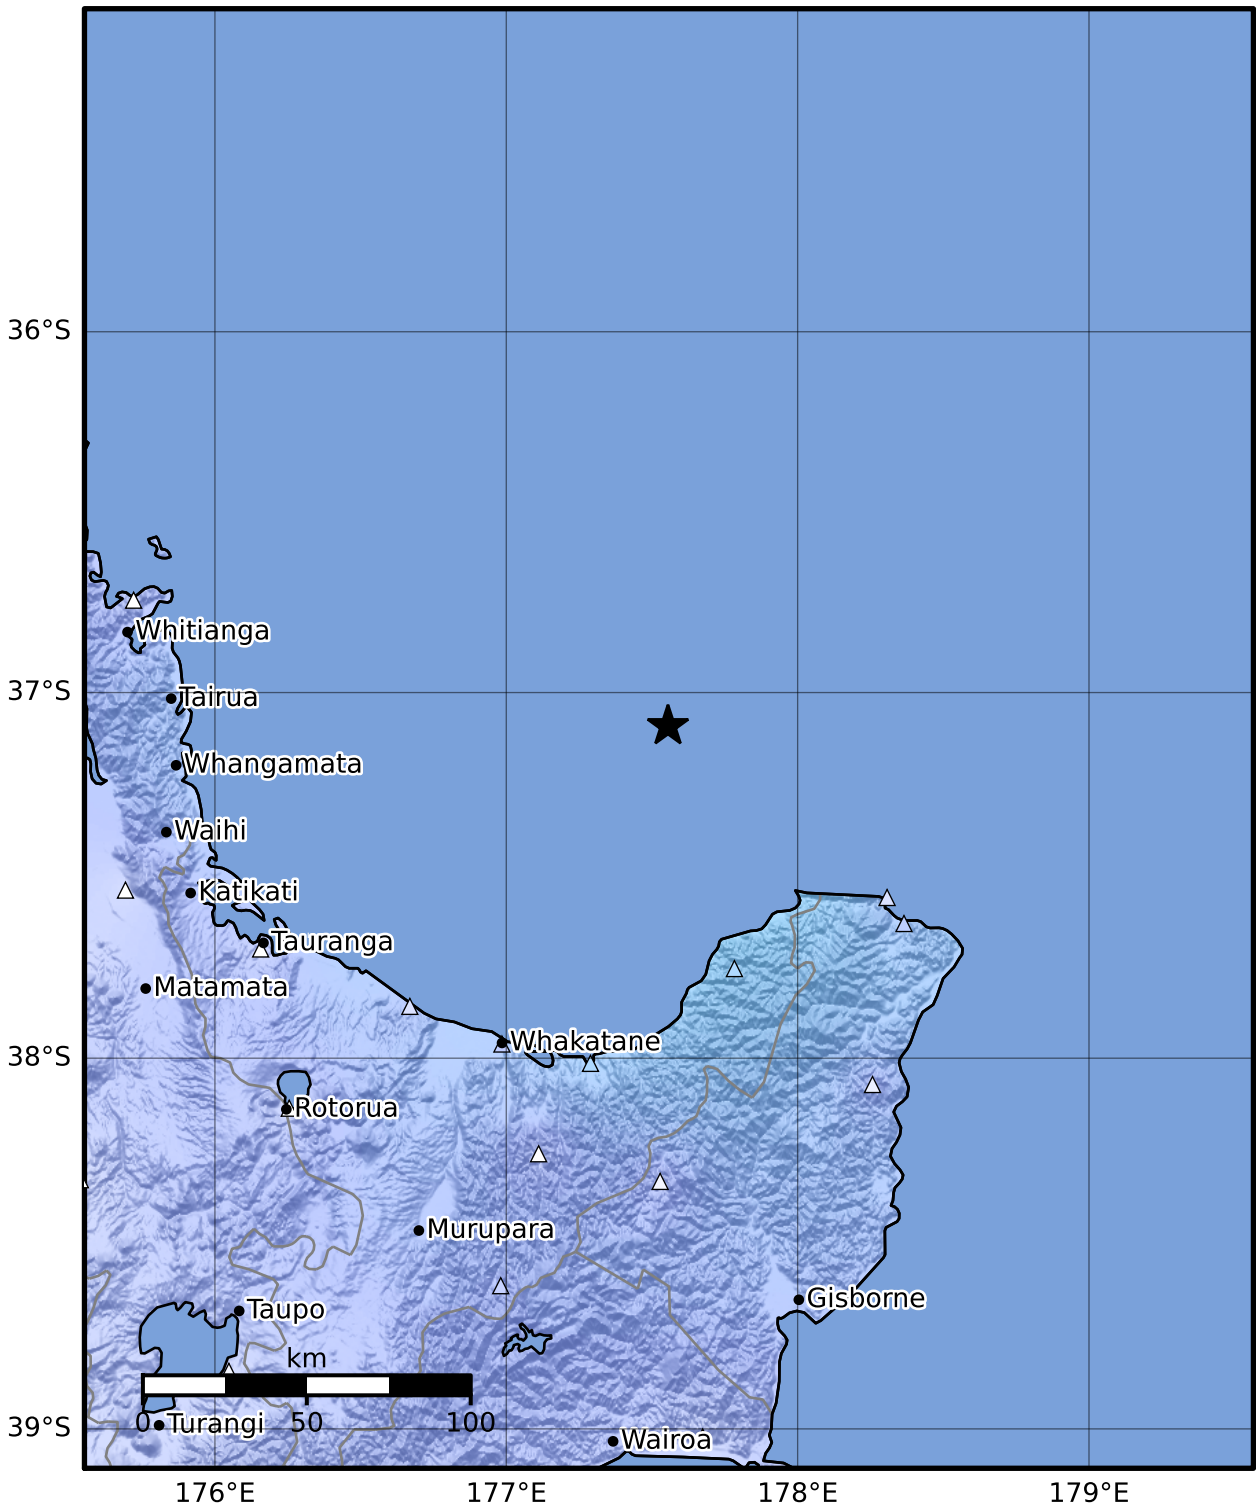 36°S
Whitianga
37°S
Tairua
Whangamata
Waihi
Katikati
Tauranga
Matamata
Whakatane
38°S
Rotorua
Murupara
Gisborne
Taupo
km
0 50 100
Turangi
39°S
Wairoa
176°E 177°E 178°E 179°E